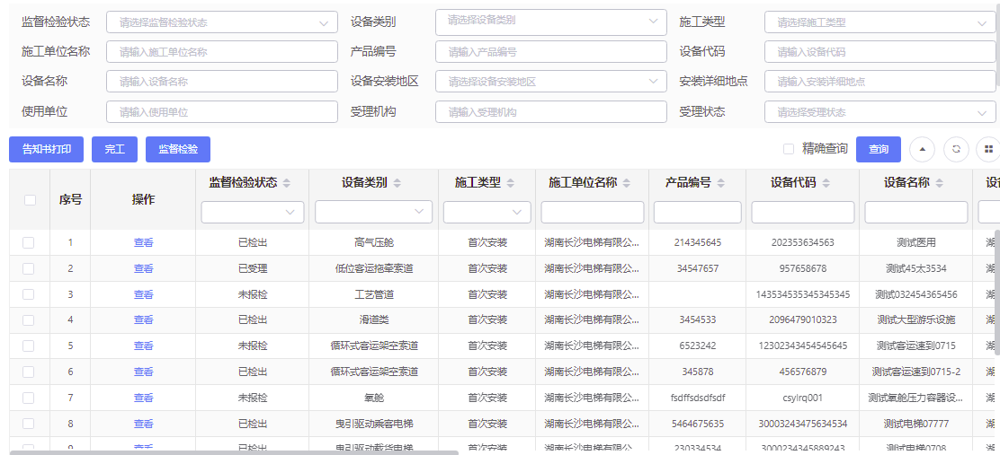 监督检验状态 请选择监督检验状态 设备类别 请选择设备类别 施工类型 请选择施工类型
施工单位名称 请输入施工单位名称 产品编号 请输入产品编号 设备代码 请输入设备代码
设备名称 请输入设备名称 设备安装地区 请选择设备安装地区 安装详细地点 请输入安装详细地点
使用单位 请输入使用单位 受理机构 请输入受理机构 受理状态 请选择受理状态
告知书打印 完工 监督检验 精确查询 查询
序号 操作 监督检验状态 设备类别 施工类型 施工单位名称 产品编号 设备代码 设备名称 设
1 查看 已检出 高气压舱 首次安装 湖南长沙电梯有限公... 214345645 202353634563 测试医用 湖
2 查看 已受理 低位客运拖牵索道 首次安装 湖南长沙电梯有限公... 34547657 957658678 测试45太3534 湖
3 查看 未报检 工艺管道 首次安装 湖南长沙电梯有限公... 143534535345345345 测试032454365456 湖
4 查看 已检出 滑道类 首次安装 湖南长沙电梯有限公... 3454533 2096479010323 测试大型游乐设施 湖
5 查看 未报检 循环式客运架空索道 首次安装 湖南长沙电梯有限公... 6523242 12302343454545645 测试客运速到0715 湖
6 查看 已检出 循环式客运架空索道 首次安装 湖南长沙电梯有限公... 345878 456576879 测试客运速到0715-2 湖
7 查看 未报检 氧舱 首次安装 湖南长沙电梯有限公... fsdffsdsdfsdf csylrq001 测试氧舱压力容器设... 湖
8 查看 已检出 曳引驱动乘客电梯 首次安装 湖南长沙电梯有限公... 5464675635 30003243475634534 测试电梯07777 湖
9 查看 已检出 曳引驱动载货电梯 首次安装 湖南长沙电梯有限公... 230334534 3000234345889243 测试电梯0708 湖